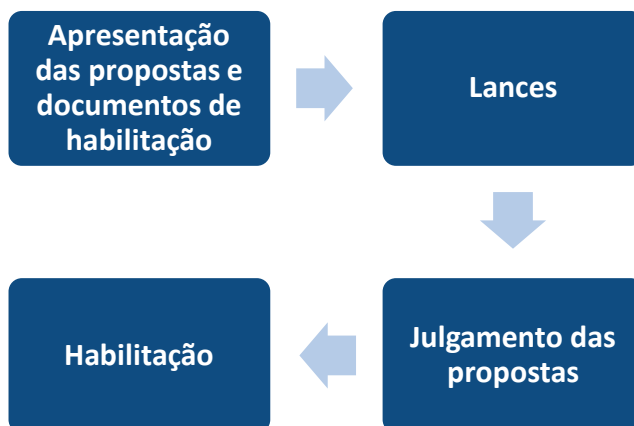 Apresentação
das propostas e
documentos de
habilitação
Lances
Julgamento das
propostas
Habilitação